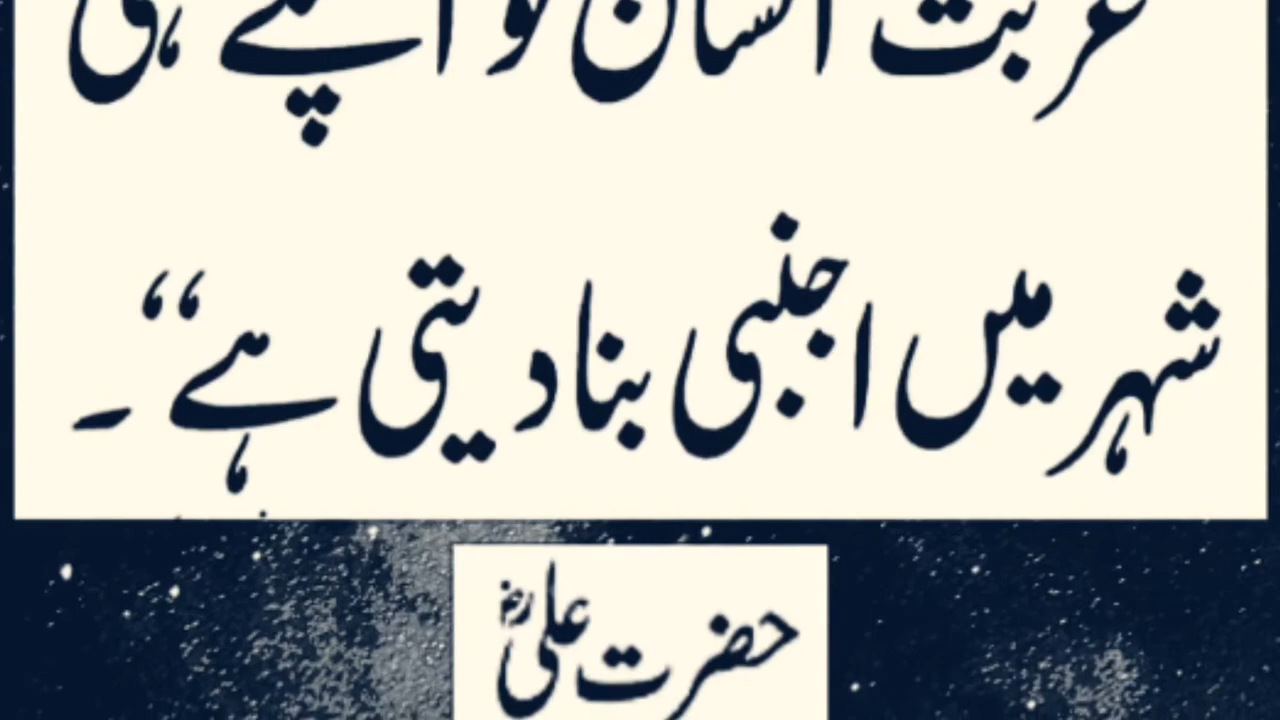 غربت انسان کو اپنے ہی
شہر میں اجنبی بنا دیتی ہے“۔
حضرت علیؓ